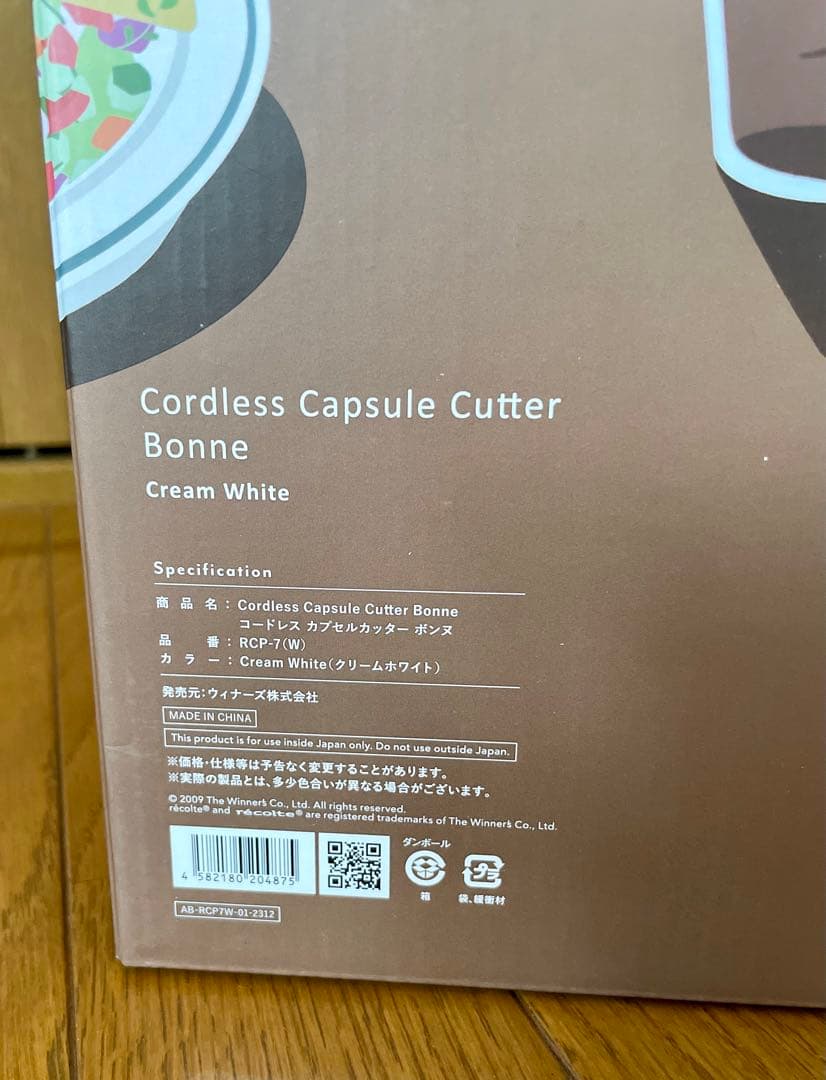 Cordless Capsule Cutter
Bonne
Cream White
Specification
商品名：Cordless Capsule Cutter Bonne
コードレス カプセルカッター ボンヌ
品番：RCP-7（W）
カラー：Cream White（クリームホワイト）
発売元：ウィナーズ株式会社
MADE IN CHINA
This product is for use inside Japan only. Do not use outside Japan.
※価格・仕様等は予告なく変更することがあります。
※実際の製品とは、多少色合いが異なる場合がございます。
© 2009 The Winner's Co., Ltd. All rights reserved.
récolte® and récolte® are registered trademarks of The Winner's Co., Ltd.
4 582180 204875
ダンボール
箱
プラ
袋、緩衝材
AB-RCP7W-01-2312